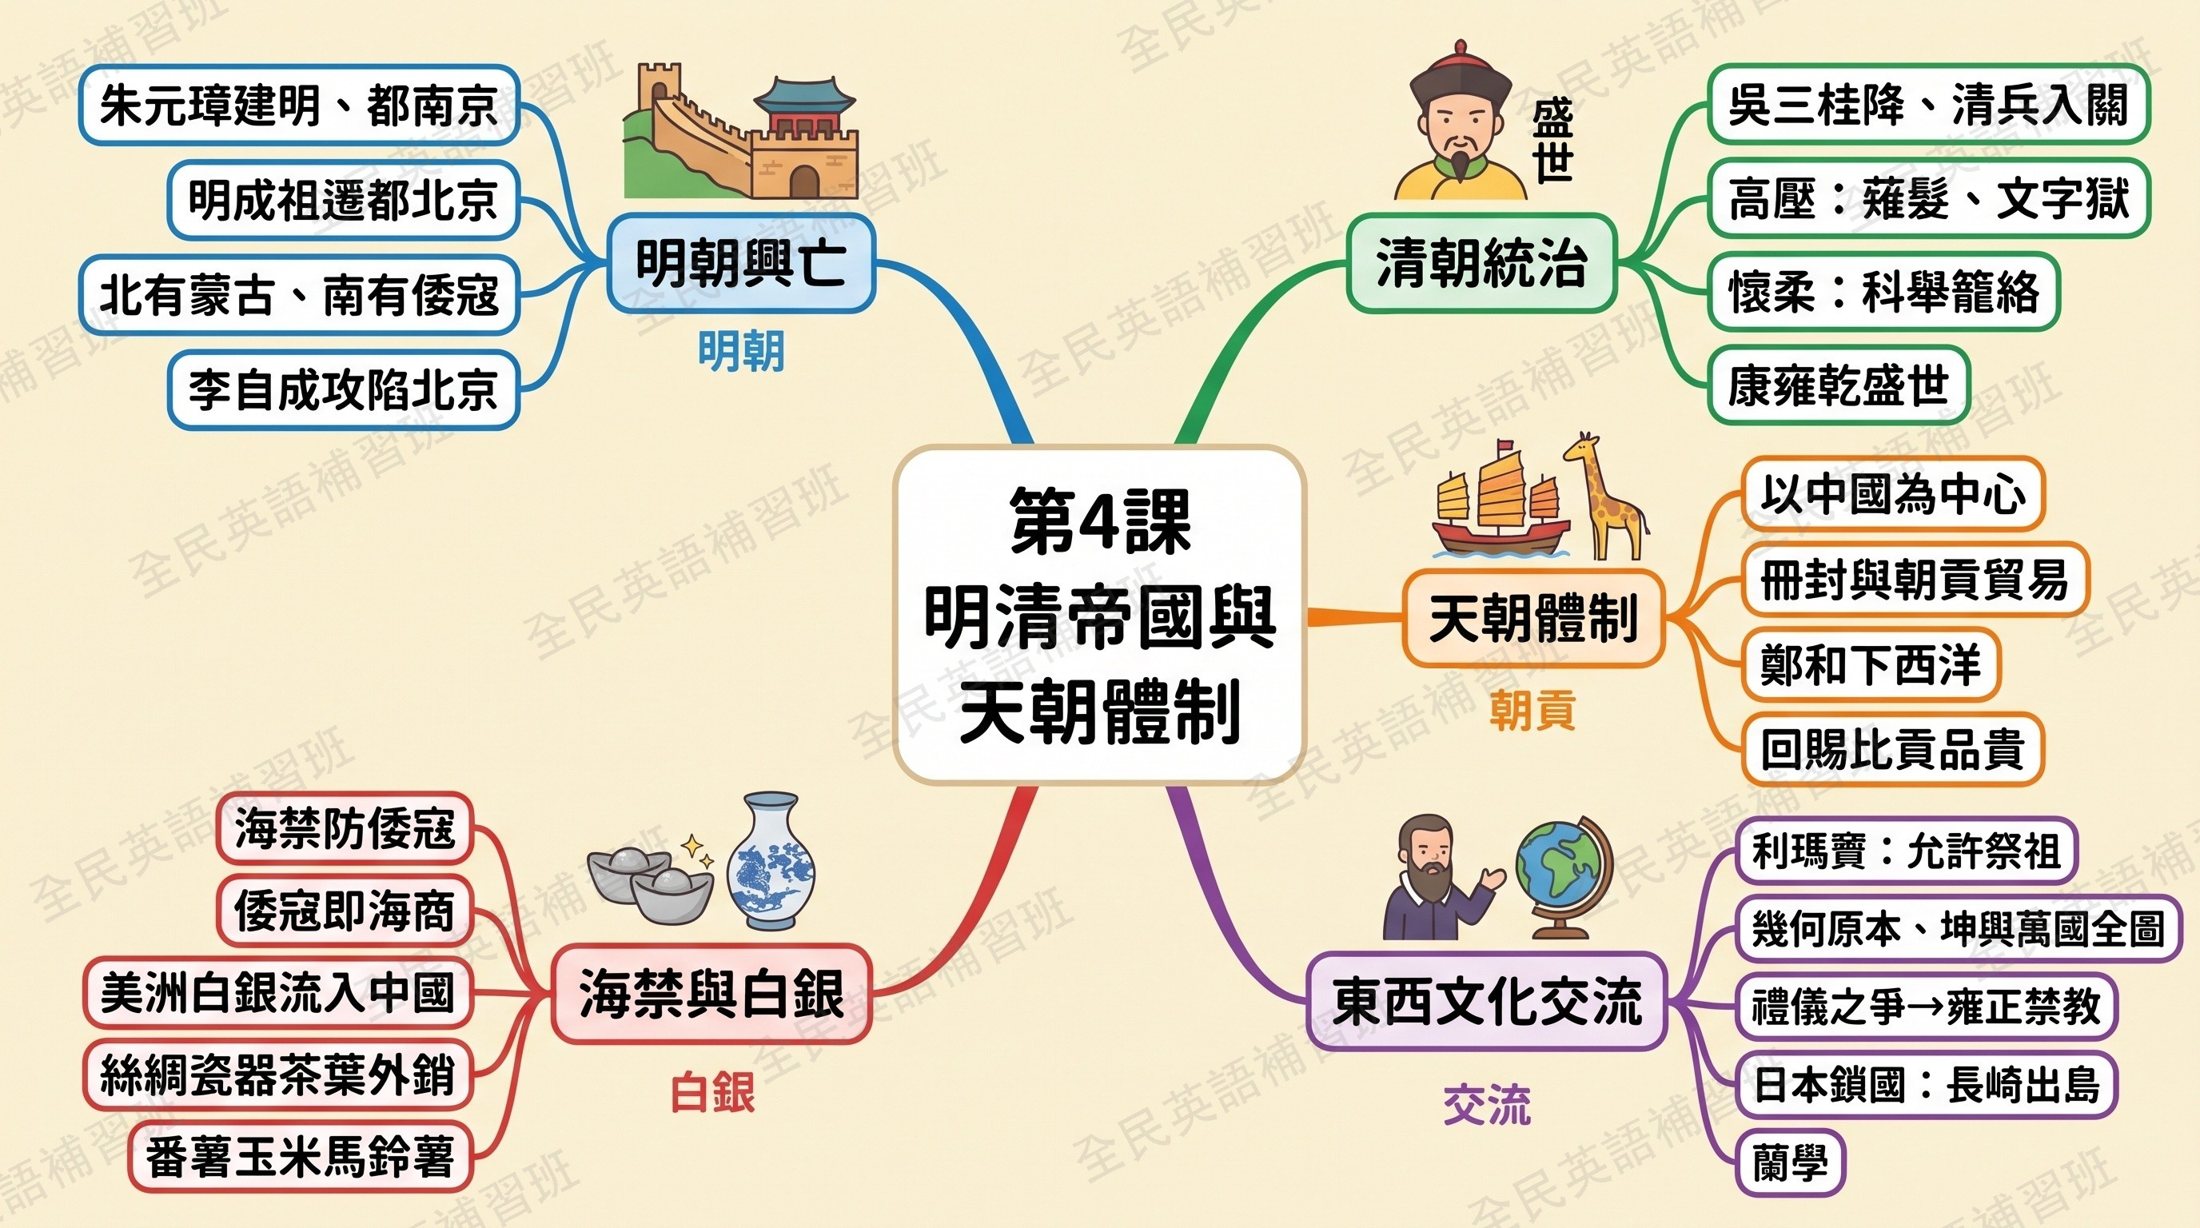 第4課
明清帝國與
天朝體制
明朝興亡
明朝
朱元璋建明、都南京
明成祖遷都北京
北有蒙古、南有倭寇
李自成攻陷北京
盛世
清朝統治
吳三桂降、清兵入關
高壓：薙髮、文字獄
懷柔：科舉籠絡
康雍乾盛世
天朝體制
朝貢
以中國為中心
冊封與朝貢貿易
鄭和下西洋
回賜比貢品貴
海禁與白銀
白銀
海禁防倭寇
倭寇即海商
美洲白銀流入中國
絲綢瓷器茶葉外銷
番薯玉米馬鈴薯
東西文化交流
交流
利瑪竇：允許祭祖
幾何原本、坤輿萬國全圖
禮儀之爭→雍正禁教
日本鎖國：長崎出島
蘭學
全民英語補習班